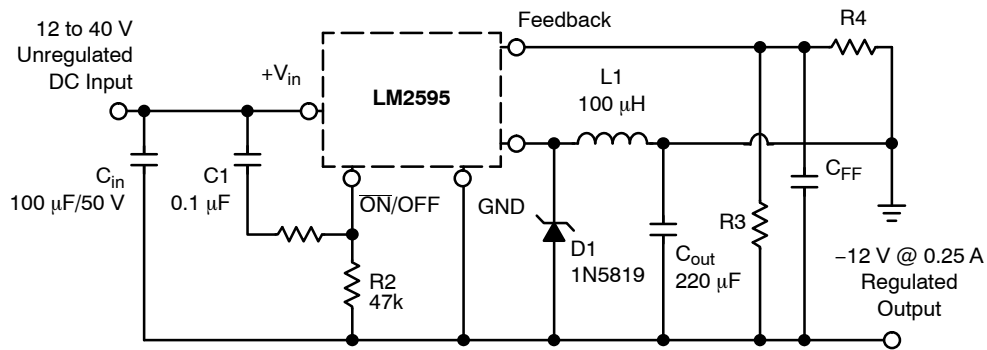 12 to 40 V
Unregulated
DC Input
+Vin
LM2595
Feedback
R4
L1
100 μH
Cin
100 μF/50 V
C1
0.1 μF
ON/OFF
GND
R2
47k
D1
1N5819
Cout
220 μF
R3
CFF
−12 V @ 0.25 A
Regulated
Output